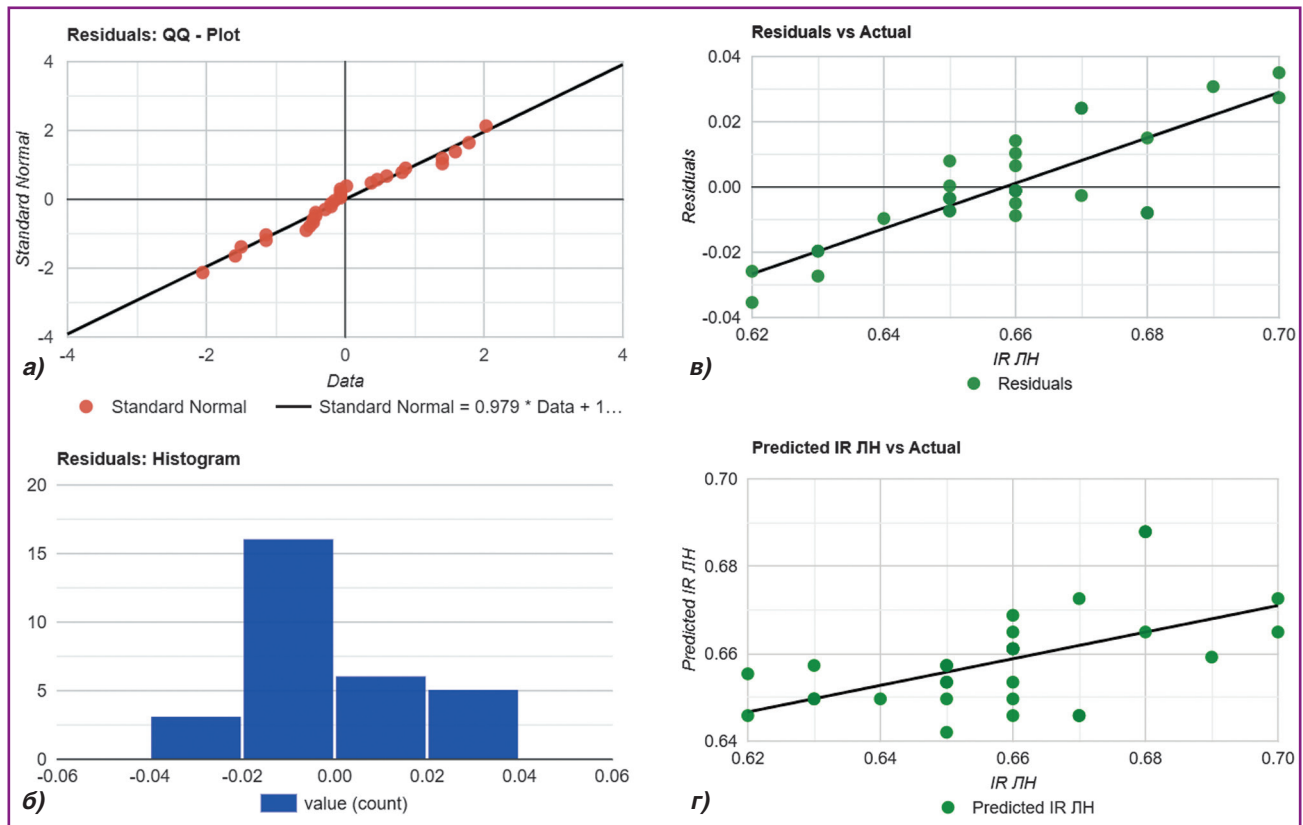 Residuals: QQ - Plot
4
2
0
-2
-4
Standard Normal
-4
-2
0
2
4
Data
а)
Standard Normal
Standard Normal = 0.979 * Data + 1…
Residuals vs Actual
0.04
0.02
0.00
-0.02
-0.04
Residuals
0.62
0.64
0.66
0.68
0.70
IR ЛН
в)
Residuals
Residuals: Histogram
20
15
10
5
0
-0.06
-0.04
-0.02
0.00
0.02
0.04
0.06
б)
value (count)
Predicted IR ЛН vs Actual
0.70
0.68
0.66
0.64
Predicted IR ЛН
0.62
0.64
0.66
0.68
0.70
IR ЛН
г)
Predicted IR ЛН